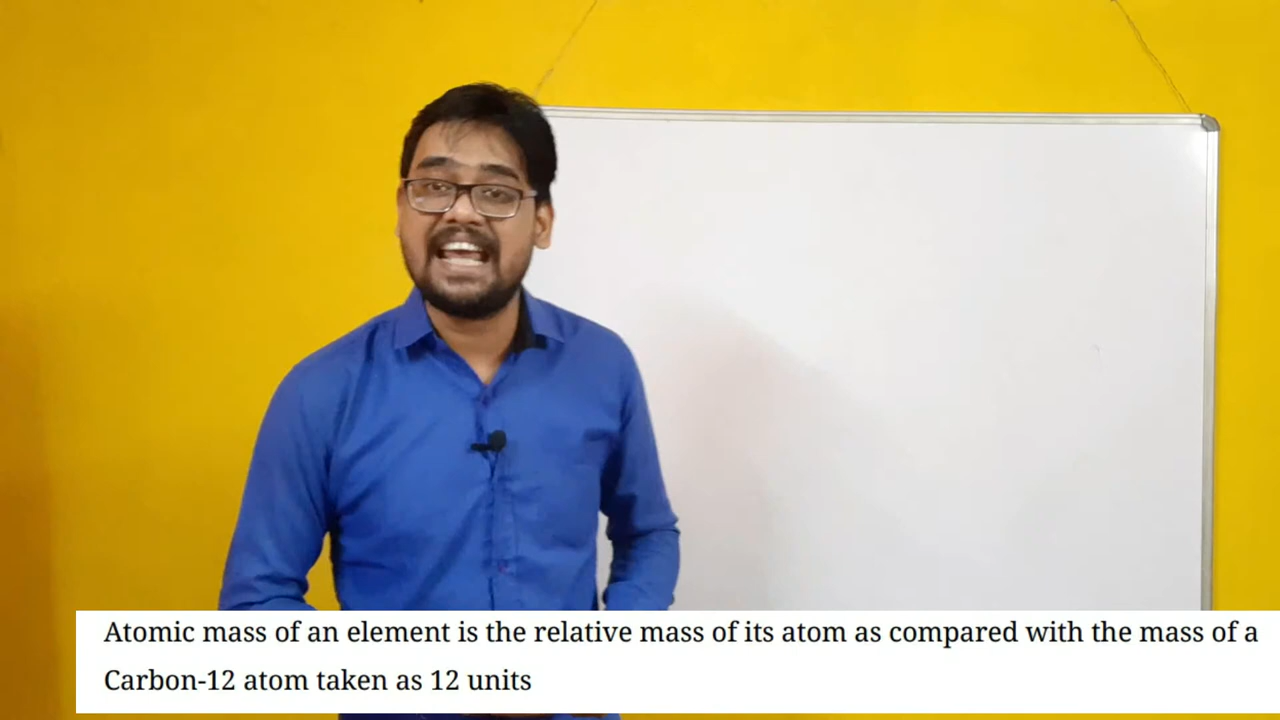 Atomic mass of an element is the relative mass of its atom as compared with the mass of a
Carbon-12 atom taken as 12 units